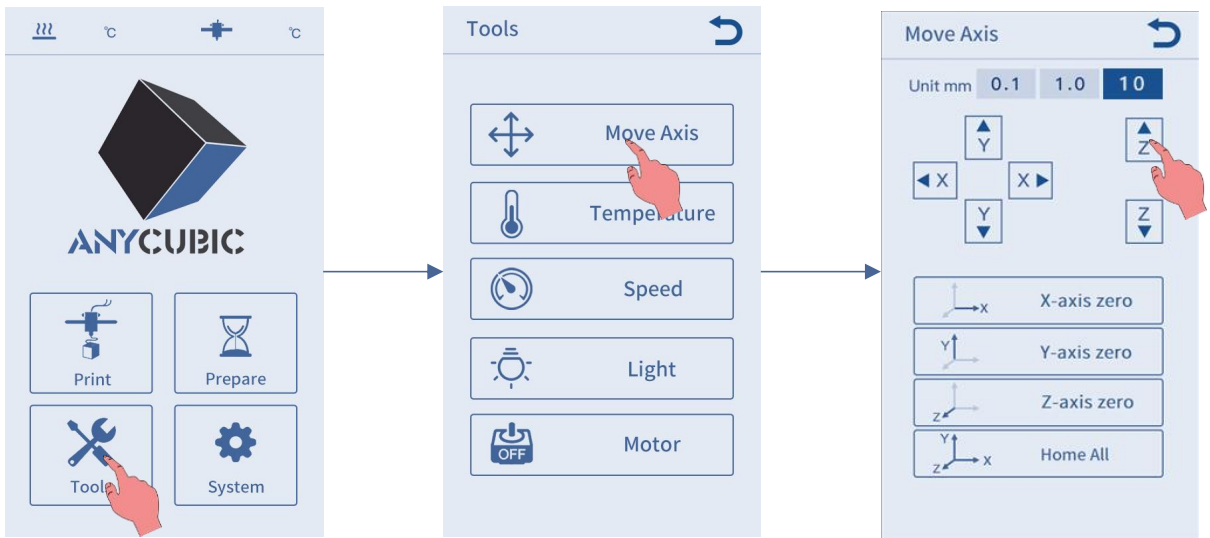 ℃ ℃
ANYCUBIC
Print Prepare
Tools System
Tools
Move Axis
Temperature
Speed
Light
OFF Motor
Move Axis
Unit mm 0.1 1.0 10
Y Z
X X
Y Z
X X-axis zero
Y Y-axis zero
Z Z-axis zero
Y Z X Home All